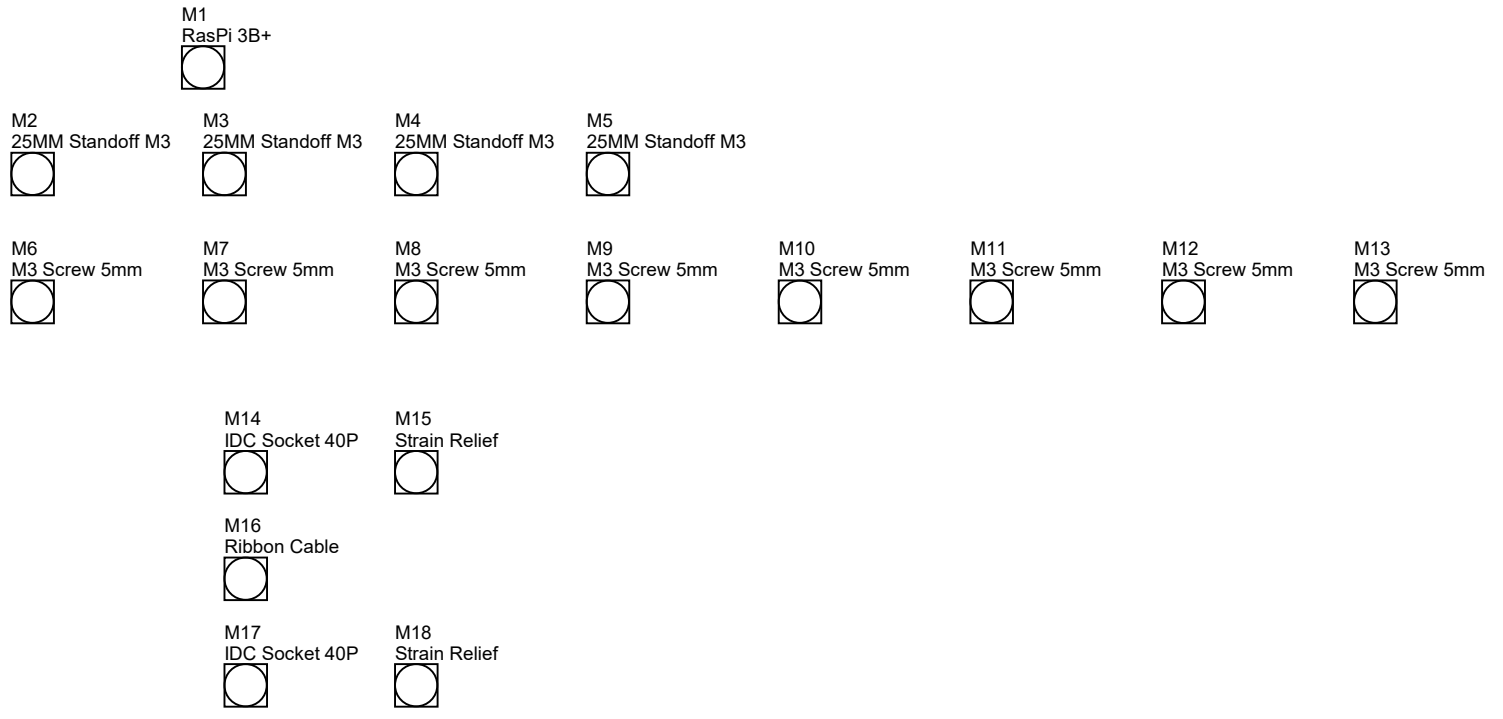 M1
RasPi 3B+
M2
25MM Standoff M3
M3
25MM Standoff M3
M4
25MM Standoff M3
M5
25MM Standoff M3
M6
M3 Screw 5mm
M7
M3 Screw 5mm
M8
M3 Screw 5mm
M9
M3 Screw 5mm
M10
M3 Screw 5mm
M11
M3 Screw 5mm
M12
M3 Screw 5mm
M13
M3 Screw 5mm
M14
IDC Socket 40P
M15
Strain Relief
M16
Ribbon Cable
M17
IDC Socket 40P
M18
Strain Relief